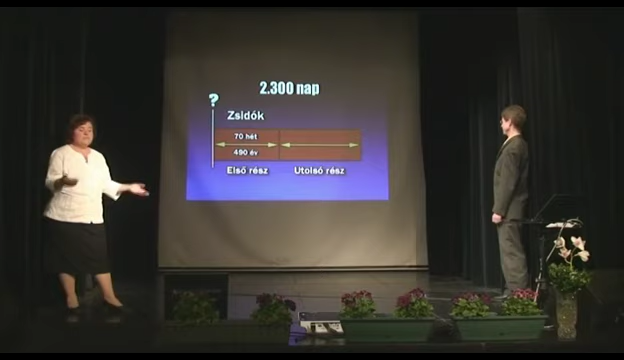 2.300 nap
?
Zsidók
70 hét
490 év
Első rész
Utolsó rész